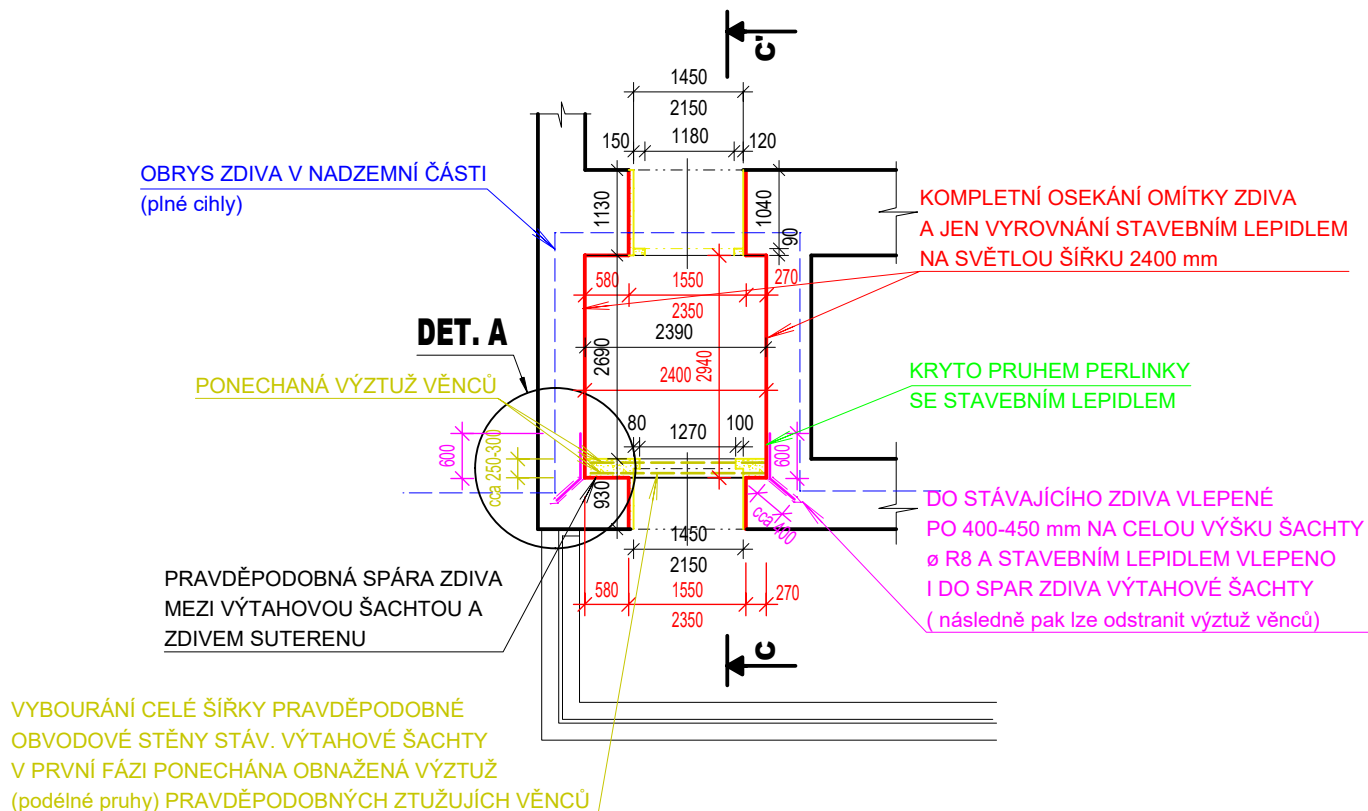 C'
1450
2150
150
1180
120
OBRYS ZDIVA V NADZEMNÍ ČÁSTI
(plné cihly)
1130
1040
90
KOMPLETNÍ OSEKÁNÍ OMÍTKY ZDIVA
A JEN VYROVNÁNÍ STAVEBNÍM LEPIDLEM
NA SVĚTLOU ŠÍŘKU 2400 mm
580
1550
270
2350
DET. A
2390
2690
2940
2400
PONECHANÁ VÝZTUŽ VĚNCŮ
KRYTO PRUHEM PERLINKY
SE STAVEBNÍM LEPIDLEM
80
1270
100
600
cca 250-300
600
930
cca 400
DO STÁVAJÍCÍHO ZDIVA VLEPENÉ
PO 400-450 mm NA CELOU VÝŠKU ŠACHTY
ø R8 A STAVEBNÍM LEPIDLEM VLEPENO
I DO SPAR ZDIVA VÝTAHOVÉ ŠACHTY
( následně pak lze odstranit výztuž věnců)
1450
2150
PRAVDĚPODOBNÁ SPÁRA ZDIVA
MEZI VÝTAHOVOU ŠACHTOU A
ZDIVEM SUTERENU
580
1550
270
2350
C
VYBOURÁNÍ CELÉ ŠÍŘKY PRAVDĚPODOBNÉ
OBVODOVÉ STĚNY STÁV. VÝTAHOVÉ ŠACHTY
V PRVNÍ FÁZI PONECHÁNA OBNAŽENÁ VÝZTUŽ
(podélné pruhy) PRAVDĚPODOBNÝCH ZTUŽUJÍCH VĚNCŮ